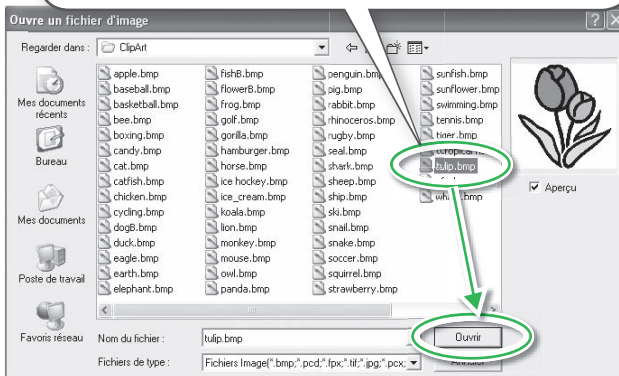 Ouvre un fichier d'image
Regarder dans :
ClipArt
Mes documents
récents
Bureau
Mes documents
Poste de travail
Favoris réseau
apple.bmp
baseball.bmp
basketball.bmp
bee.bmp
boxing.bmp
candy.bmp
cat.bmp
catfish.bmp
chicken.bmp
cycling.bmp
dogB.bmp
duck.bmp
eagle.bmp
earth.bmp
elephant.bmp
fishB.bmp
flowerB.bmp
frog.bmp
golf.bmp
gorilla.bmp
hamburger.bmp
horse.bmp
ice hockey.bmp
ice_cream.bmp
koala.bmp
lion.bmp
monkey.bmp
mouse.bmp
owl.bmp
panda.bmp
penguin.bmp
pig.bmp
rabbit.bmp
rhinoceros.bmp
rugby.bmp
seal.bmp
shark.bmp
sheep.bmp
ship.bmp
ski.bmp
snail.bmp
snake.bmp
soccer.bmp
squirrel.bmp
strawberry.bmp
sunfish.bmp
sunflower.bmp
swimming.bmp
tennis.bmp
tiger.bmp
tulip.bmp
Aperçu
Nom du fichier :
tulip.bmp
Ouvrir
Fichiers de type :
Fichiers Image(*.bmp;*.pcd;*.fpx;*.tif;*.jpg;*.pcx;
Annuler